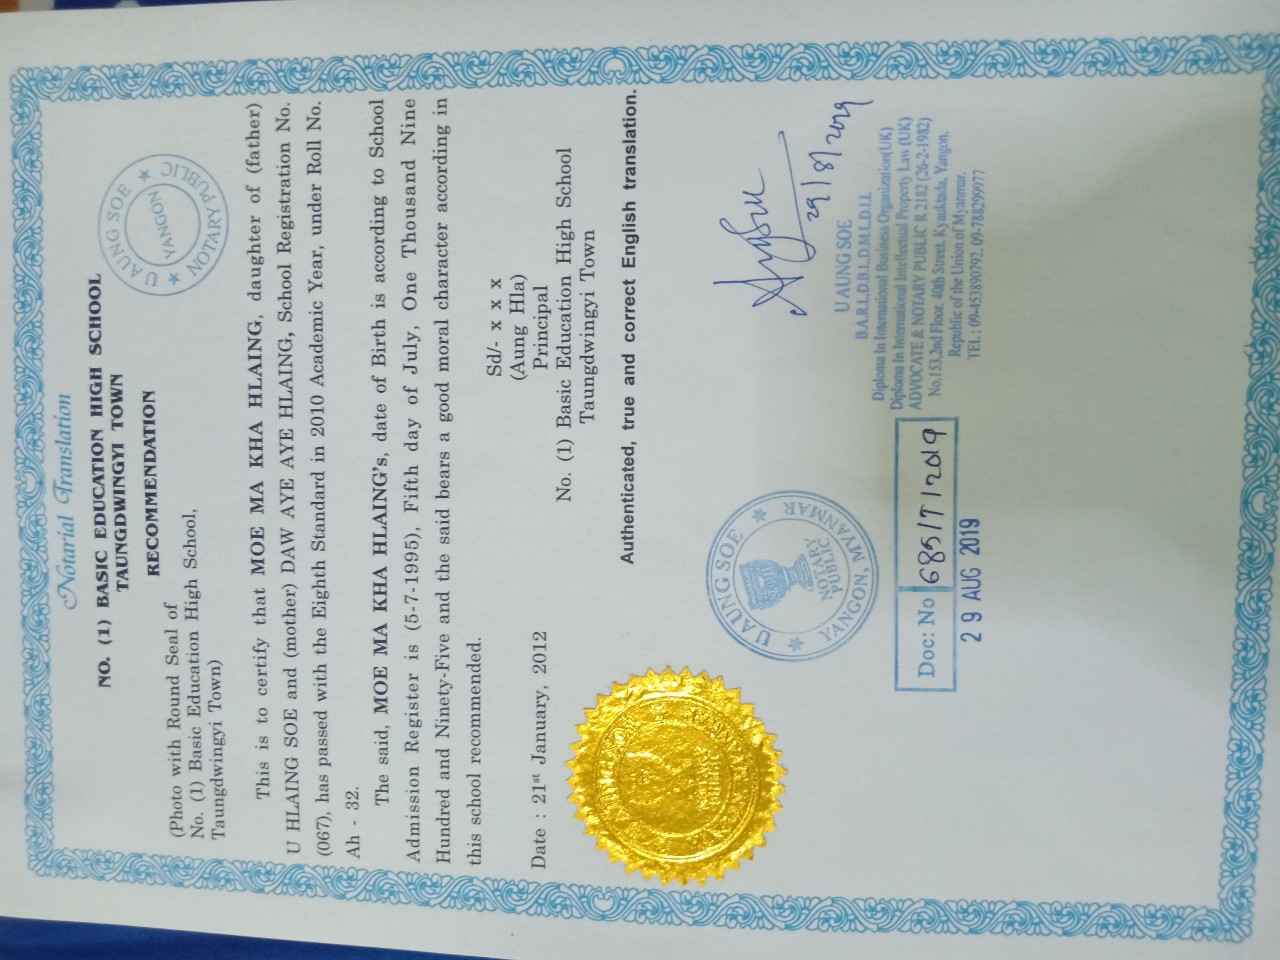 Notarial Translation
NO. (1) BASIC EDUCATION HIGH SCHOOL
TAUNGDWINGYI TOWN
RECOMMENDATION
U AUNG SOE
YANGON
NOTARY PUBLIC
(Photo with Round Seal of
No. (1) Basic Education High School,
Taungdwingyi Town)
This is to certify that MOE MA KHA HLAING, daughter of (father)
U HLAING SOE and (mother) DAW AYE AYE HLAING, School Registration No.
(067), has passed with the Eighth Standard in 2010 Academic Year, under Roll No.
Ah - 32.
The said, MOE MA KHA HLAING's, date of Birth is according to School
Admission Register is (5-7-1995), Fifth day of July, One Thousand Nine
Hundred and Ninety-Five and the said bears a good moral character according in
this school recommended.
Sd/- x x x
(Aung Hla)
Principal
Date : 21st January, 2012
No. (1) Basic Education High School
Taungdwingyi Town
Authenticated, true and correct English translation.
29/8/2019
U AUNG SOE
NOTARY
PUBLIC
YANGON, MYANMAR
U AUNG SOE
B.A.R.L.D.B.L.D.M.L.D.I.L
Diploma In International Business Organization(UK)
Diploma In International Intellectual Property Law (UK)
ADVOCATE & NOTARY PUBLIC R 2182 (26-2-1982)
No.153,2nd Floor, 40th Street, Kyauktada, Yangon.
Republic of the Union of Myanmar.
TEL : 09-453890792, 09-788299977
Doc: No 685/T/2019
29 AUG 2019